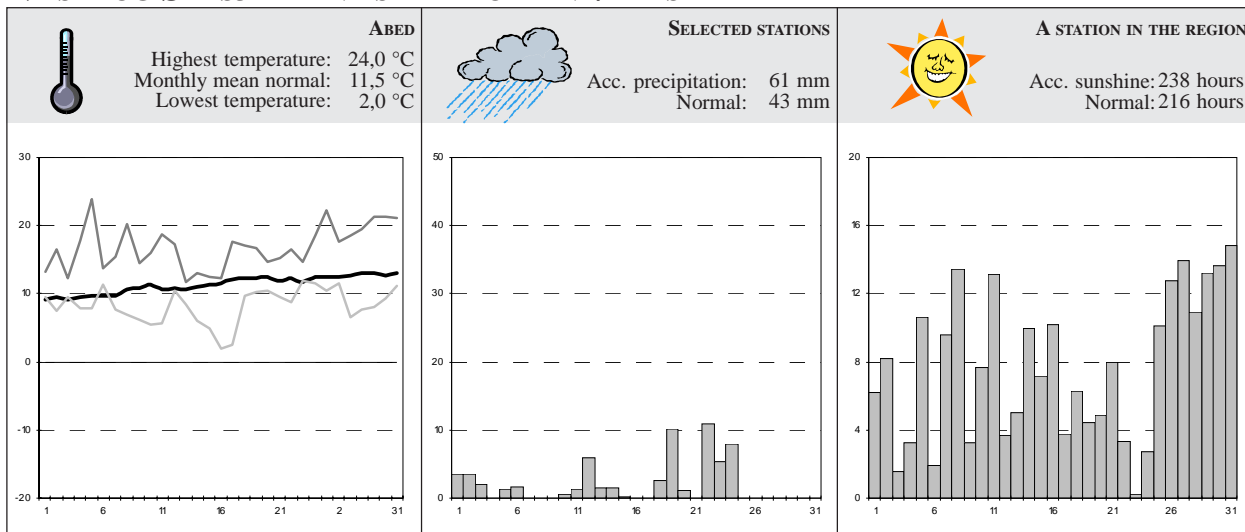 ABED
Highest temperature: 24,0 °C
Monthly mean normal: 11,5 °C
Lowest temperature: 2,0 °C
SELECTED STATIONS
Acc. precipitation: 61 mm
Normal: 43 mm
A STATION IN THE REGION
Acc. sunshine: 238 hours
Normal: 216 hours
30
20
10
0
-10
-20
1 6 11 16 21 2 31
50
40
30
20
10
0
1 6 11 16 21 26 31
20
16
12
8
4
0
1 6 11 16 21 26 31